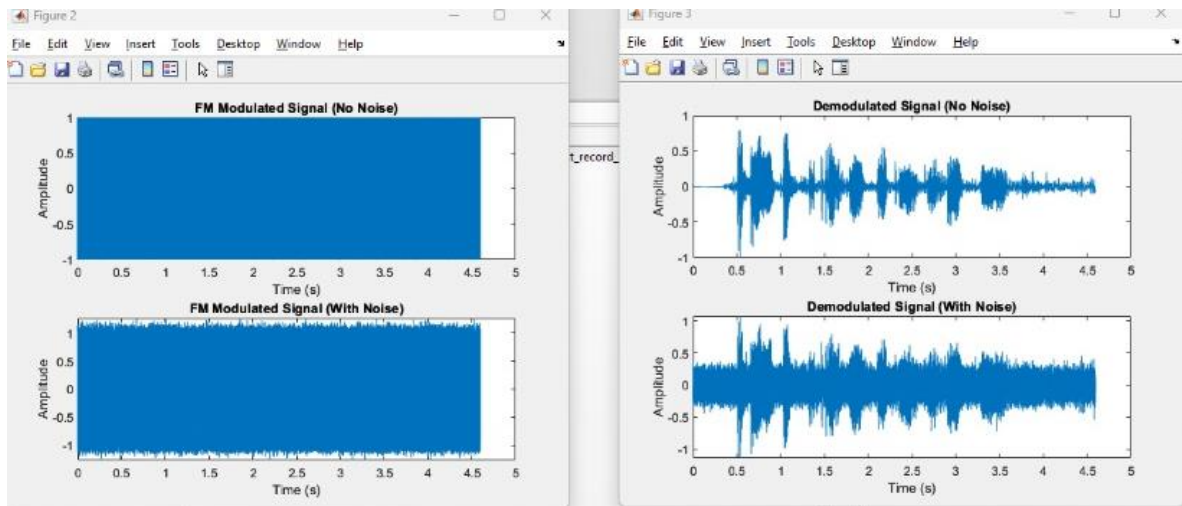 Figure 2
File Edit View Insert Tools Desktop Window Help
FM Modulated Signal (No Noise)
1
0.5
0
-0.5
-1
Amplitude
0 0.5 1 1.5 2 2.5 3 3.5 4 4.5 5
Time (s)
FM Modulated Signal (With Noise)
1
0.5
0
-0.5
-1
Amplitude
0 0.5 1 1.5 2 2.5 3 3.5 4 4.5 5
Time (s)
t_record_
Figure 3
File Edit View Insert Tools Desktop Window Help
Demodulated Signal (No Noise)
1
0.5
0
-0.5
-1
Amplitude
0 0.5 1 1.5 2 2.5 3 3.5 4 4.5 5
Time (s)
Demodulated Signal (With Noise)
1
0.5
0
-0.5
-1
Amplitude
0 0.5 1 1.5 2 2.5 3 3.5 4 4.5 5
Time (s)